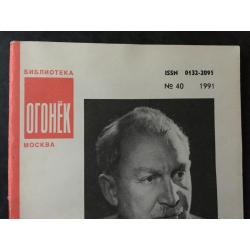 БИБЛИОТЕКА
ОГОНЁК
МОСКВА
ISSN 0132-2095
№ 40 1991